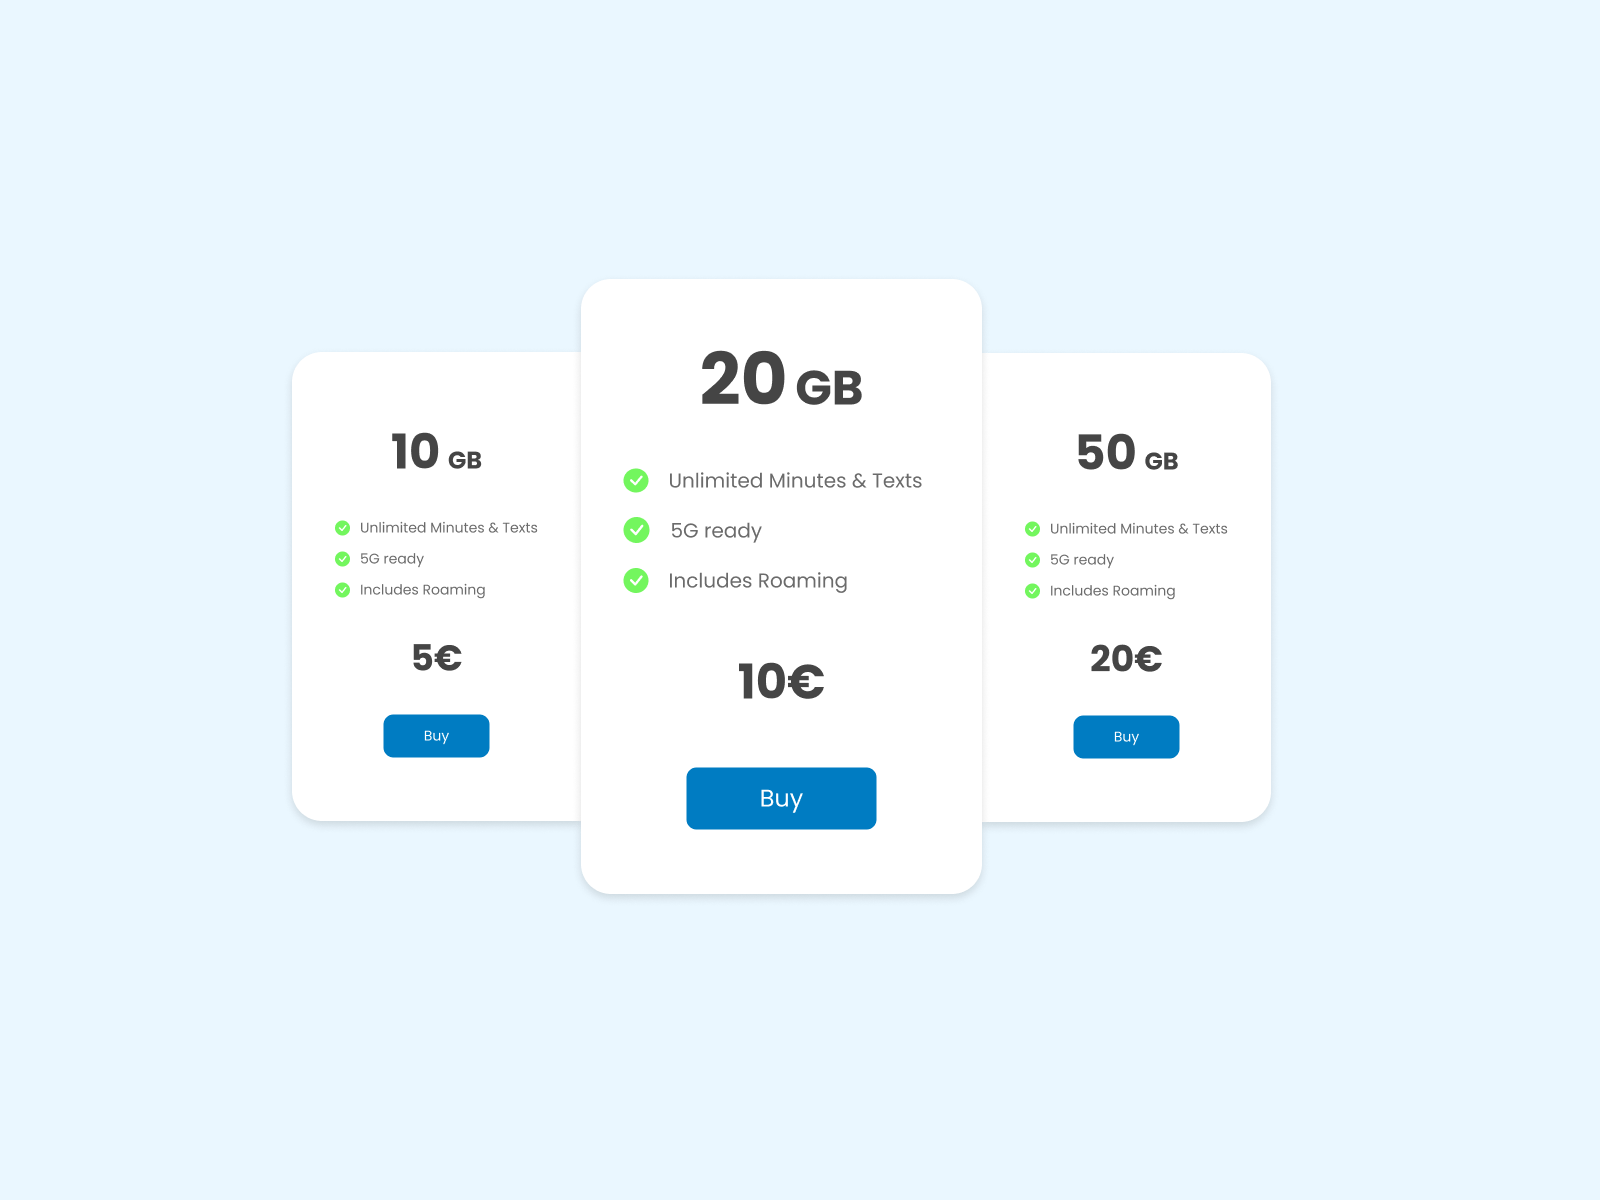 10 GB
Unlimited Minutes & Texts
5G ready
Includes Roaming
5€
Buy
20 GB
Unlimited Minutes & Texts
5G ready
Includes Roaming
10€
Buy
50 GB
Unlimited Minutes & Texts
5G ready
Includes Roaming
20€
Buy